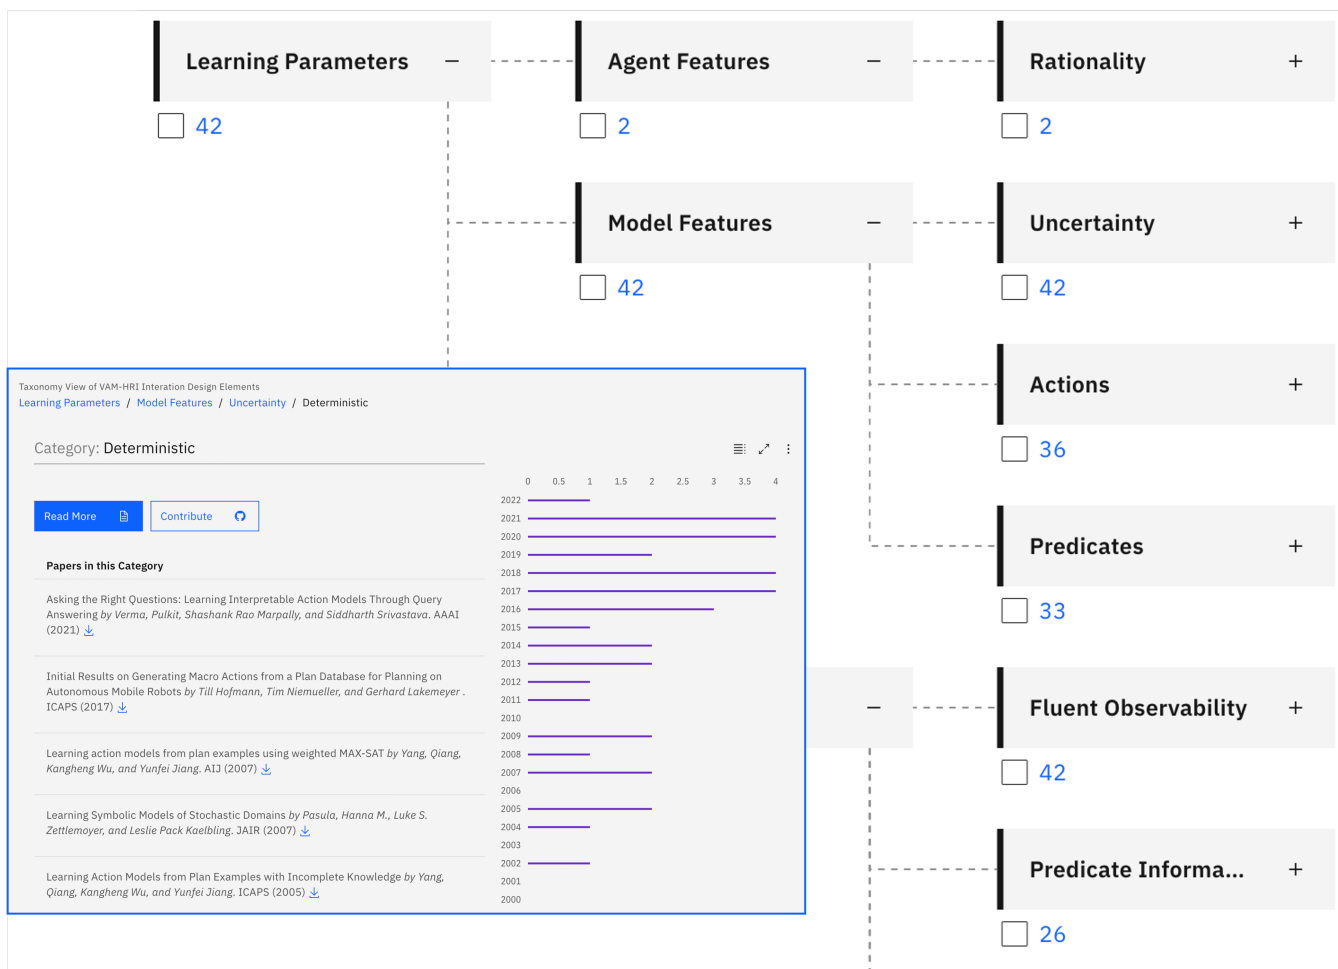 Learning Parameters −
42
Agent Features −
2
Rationality +
2
Model Features −
42
Uncertainty +
42
Actions +
36
Predicates +
33
−
Fluent Observability +
42
Predicate Informa... +
26
Taxonomy View of VAM-HRI Interation Design Elements
Learning Parameters / Model Features / Uncertainty / Deterministic
Category: Deterministic
Read More
Contribute
Papers in this Category
Asking the Right Questions: Learning Interpretable Action Models Through Query
Answering by Verma, Pulkit, Shashank Rao Marpally, and Siddharth Srivastava. AAAI
(2021)
Initial Results on Generating Macro Actions from a Plan Database for Planning on
Autonomous Mobile Robots by Till Hofmann, Tim Niemueller, and Gerhard Lakemeyer .
ICAPS (2017)
Learning action models from plan examples using weighted MAX-SAT by Yang, Qiang,
Kangheng Wu, and Yunfei Jiang. AIJ (2007)
Learning Symbolic Models of Stochastic Domains by Pasula, Hanna M., Luke S.
Zettlemoyer, and Leslie Pack Kaelbling. JAIR (2007)
Learning Action Models from Plan Examples with Incomplete Knowledge by Yang,
Qiang, Kangheng Wu, and Yunfei Jiang. ICAPS (2005)
0 0.5 1 1.5 2 2.5 3 3.5 4
2022
2021
2020
2019
2018
2017
2016
2015
2014
2013
2012
2011
2010
2009
2008
2007
2006
2005
2004
2003
2002
2001
2000